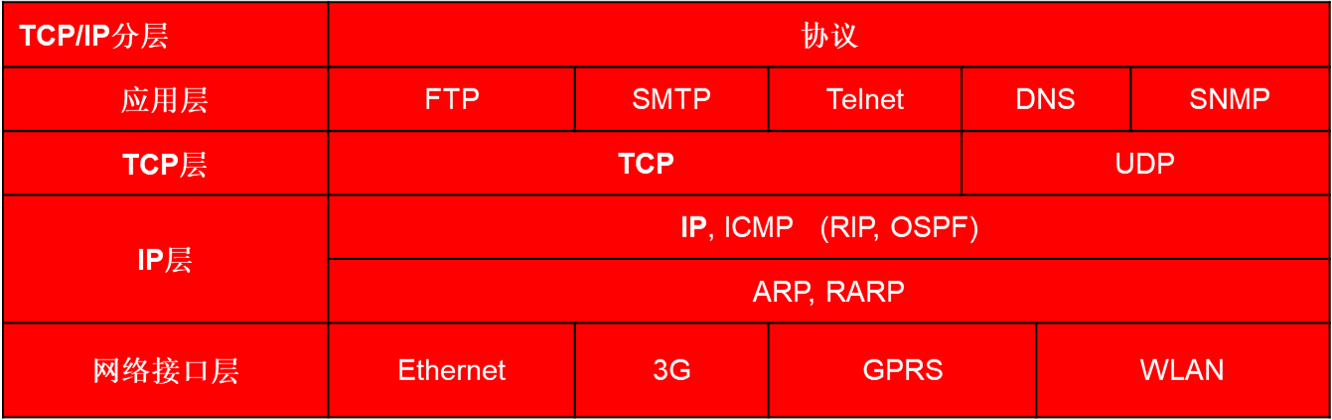 TCP/IP分层 协议
应用层 FTP SMTP Telnet DNS SNMP
TCP层 TCP UDP
IP层 IP, ICMP (RIP, OSPF)
ARP, RARP
网络接口层 Ethernet 3G GPRS WLAN